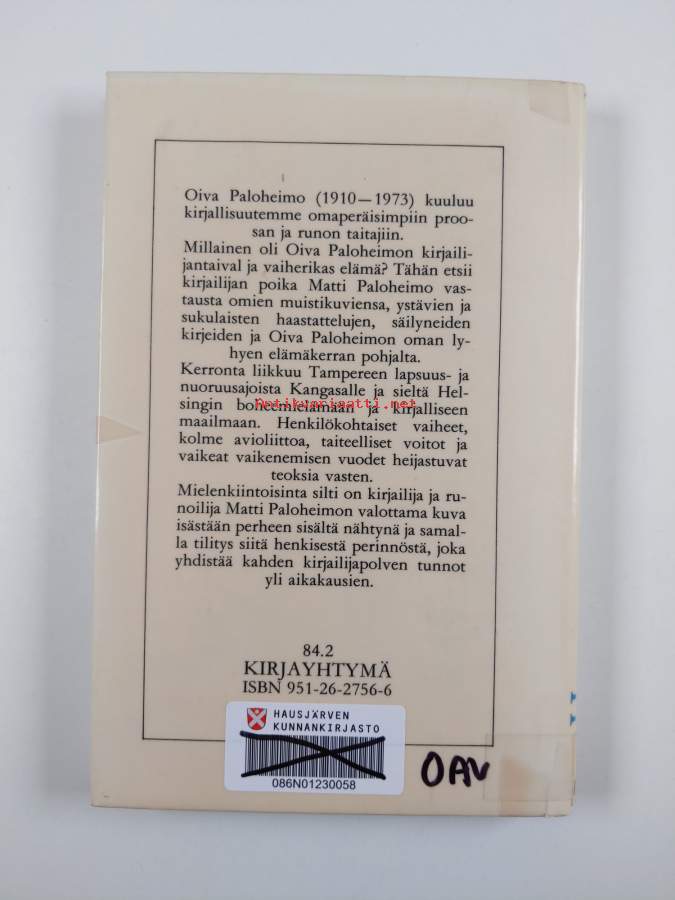 Oiva Paloheimo (1910—1973) kuuluu
kirjallisuutemme omaperäisimpiin proo-
san ja runon taitajiin.
Millainen oli Oiva Paloheimon kirjaili-
jantaival ja vaiherikas elämä? Tähän etsii
kirjailijan poika Matti Paloheimo vas-
tausta omien muistikuviensa, ystävien ja
sukulaisten haastattelujen, säilyneiden
kirjeiden ja Oiva Paloheimon oman ly-
hyen elämäkerran pohjalta.
Kerronta liikkuu Tampereen lapsuus- ja
nuoruusajoista Kangasalle ja sieltä Hel-
singin boheemielämään ja kirjalliseen
Antikvariaatti.net
maailmaan. Henkilökohtaiset vaiheet,
kolme avioliittoa, taiteelliset voitot ja
vaikeat vaikenemisen vuodet heijastuvat
teoksia vasten.
Mielenkiintoisinta silti on kirjailija ja ru-
noilija Matti Paloheimon valottama kuva
isästään perheen sisältä nähtynä ja samal-
la tilitys siitä henkisestä perinnöstä, joka
yhdistää kahden kirjailijapolven tunnot
yli aikakausien.
84.2
KIRJAYHTYMÄ
ISBN 951-26-2756-6
HAUSJÄRVEN
KUNNANKIRJASTO
086N01230058
OAV